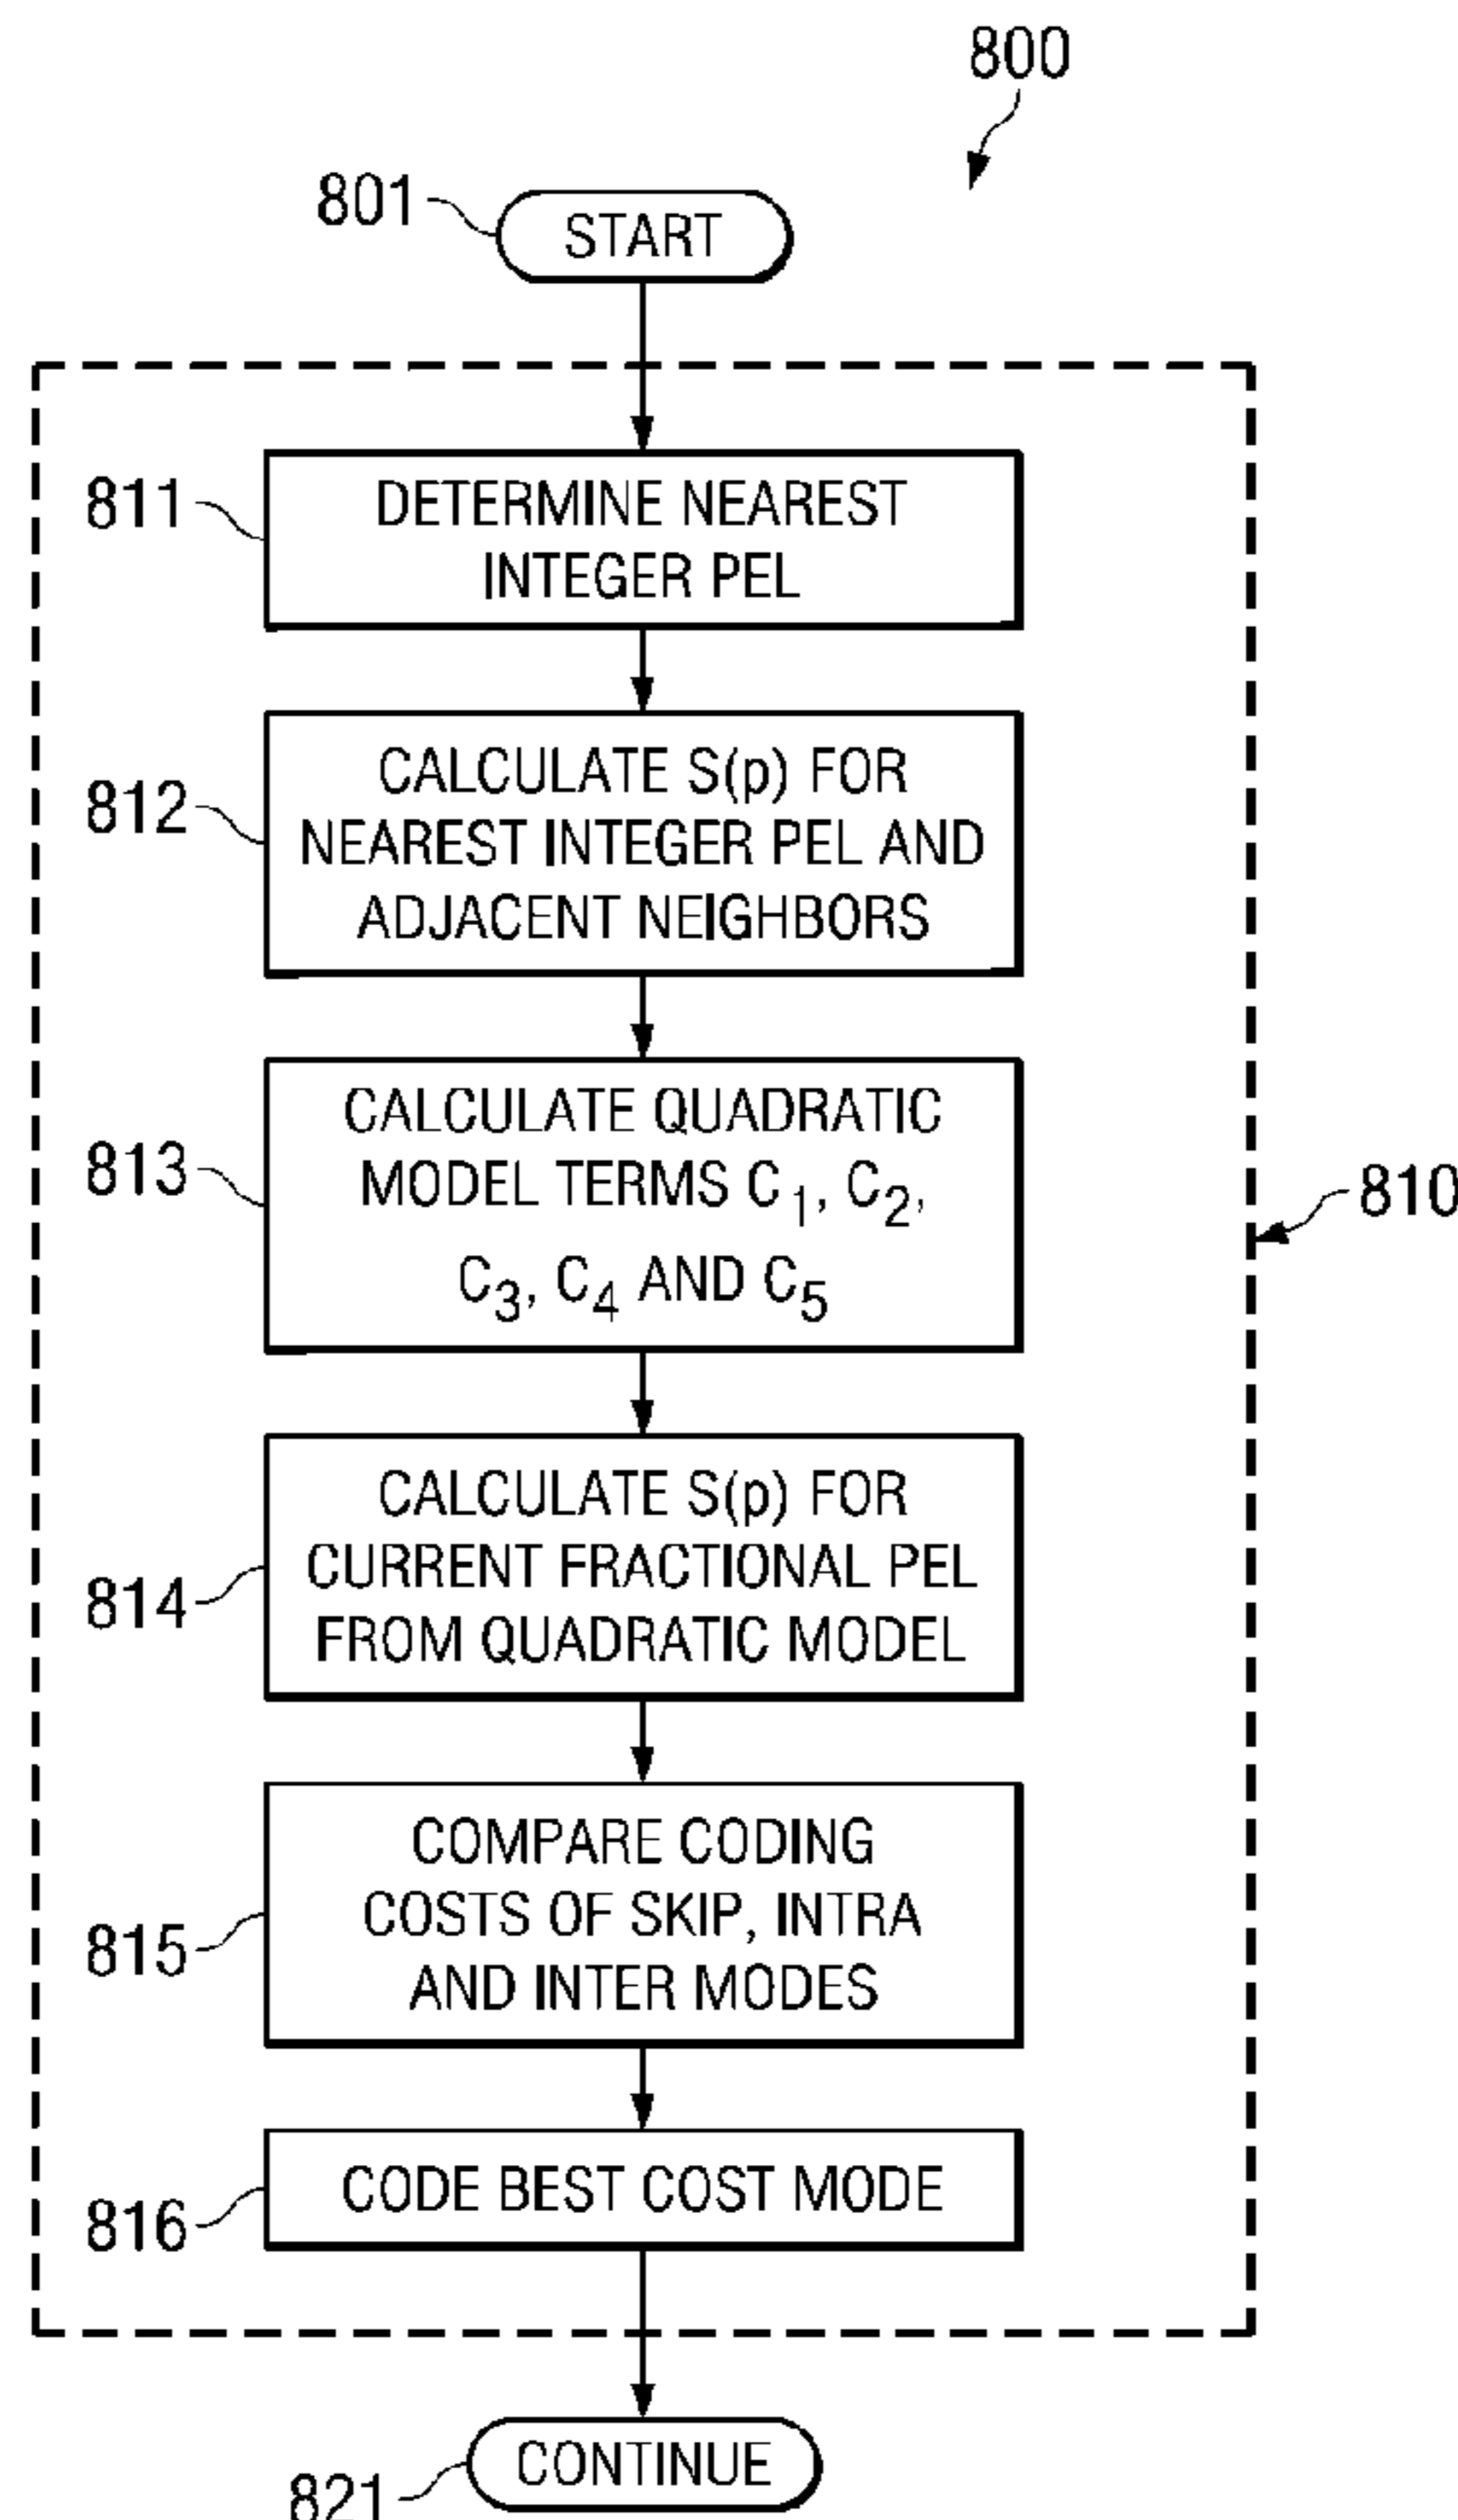 800
801
START
811
DETERMINE NEAREST
INTEGER PEL
812
CALCULATE S(p) FOR
NEAREST INTEGER PEL AND
ADJACENT NEIGHBORS
813
CALCULATE QUADRATIC
MODEL TERMS C1, C2,
C3, C4 AND C5
810
814
CALCULATE S(p) FOR
CURRENT FRACTIONAL PEL
FROM QUADRATIC MODEL
815
COMPARE CODING
COSTS OF SKIP, INTRA
AND INTER MODES
816
CODE BEST COST MODE
821
CONTINUE